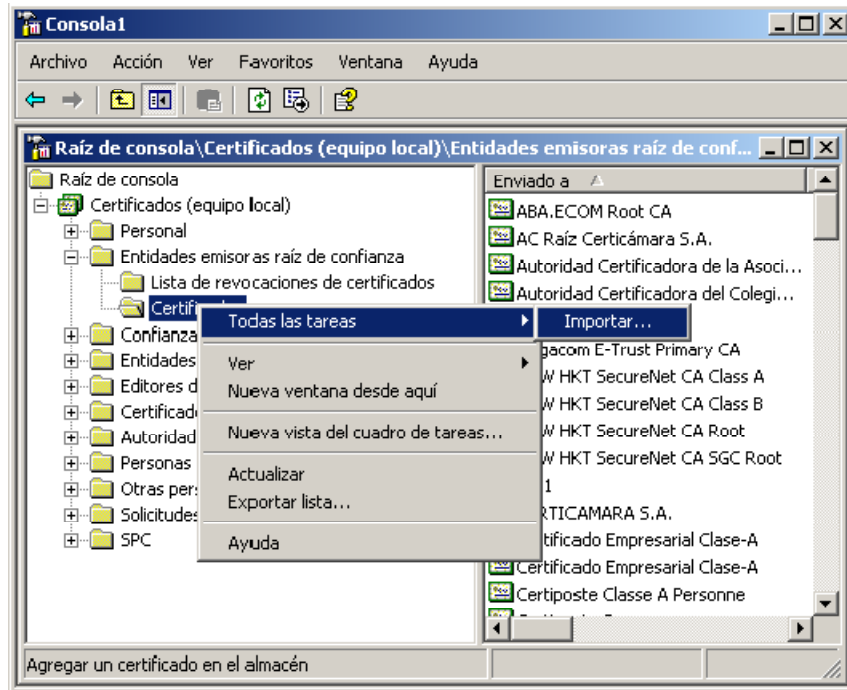 Consola1
Archivo Acción Ver Favoritos Ventana Ayuda
Raíz de consola\Certificados (equipo local)\Entidades emisoras raíz de conf...
Raíz de consola
Certificados (equipo local)
Personal
Entidades emisoras raíz de confianza
Lista de revocaciones de certificados
Certifi
Confianza
Entidades
Editores d
Certificad
Autoridad
Personas
Otras pers
Solicitudes
SPC
Todas las tareas
Importar...
Ver
Nueva ventana desde aquí
Nueva vista del cuadro de tareas...
Actualizar
Exportar lista...
Ayuda
Enviado a
ABA.ECOM Root CA
AC Raíz Certicámara S.A.
Autoridad Certificadora de la Asoci...
Autoridad Certificadora del Colegi...
gacom E-Trust Primary CA
W HKT SecureNet CA Class A
W HKT SecureNet CA Class B
W HKT SecureNet CA Root
W HKT SecureNet CA SGC Root
1
RTICAMARA S.A.
tificado Empresarial Clase-A
Certificado Empresarial Clase-A
Certiposte Classe A Personne
Agregar un certificado en el almacén